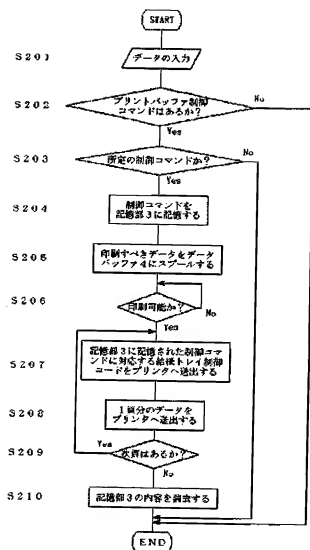 START
S201
データの入力
S202
プリントバッファ制御
コマンドはあるか?
No
Yes
S203
所定の制御コマンドか?
No
Yes
S204
制御コマンドを
記憶部3に記憶する
S205
印刷すべきデータをデータ
バッファ4にスプールする
S206
印刷可能か?
No
Yes
S207
記憶部3に記憶された制御コマ
ンドに対応する給紙トレイ制御
コードをプリンタへ送出する
S208
1頁分のデータを
プリンタへ送出する
S209
Yes
次頁はあるか?
No
S210
記憶部3の内容を消去する
END